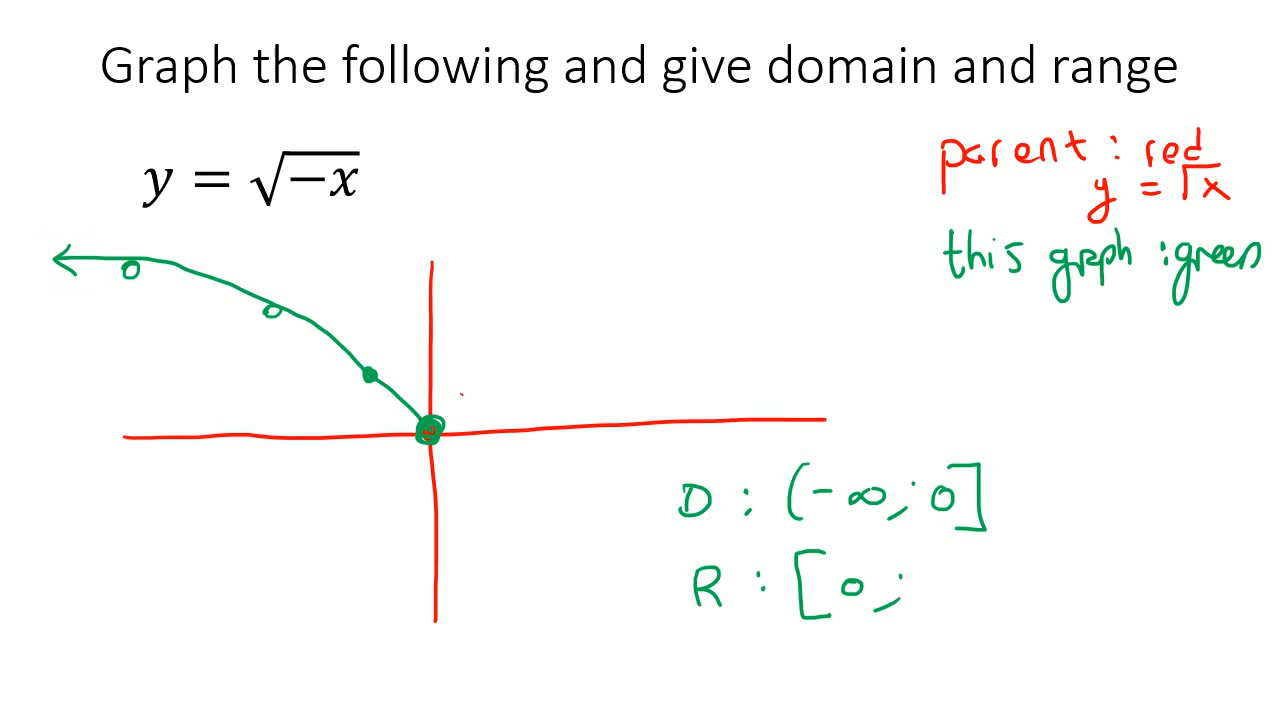 Graph the following and give domain and range
y = √−x
parent : red
y = √x
this graph : green
D : (-∞; 0]
R : [0;